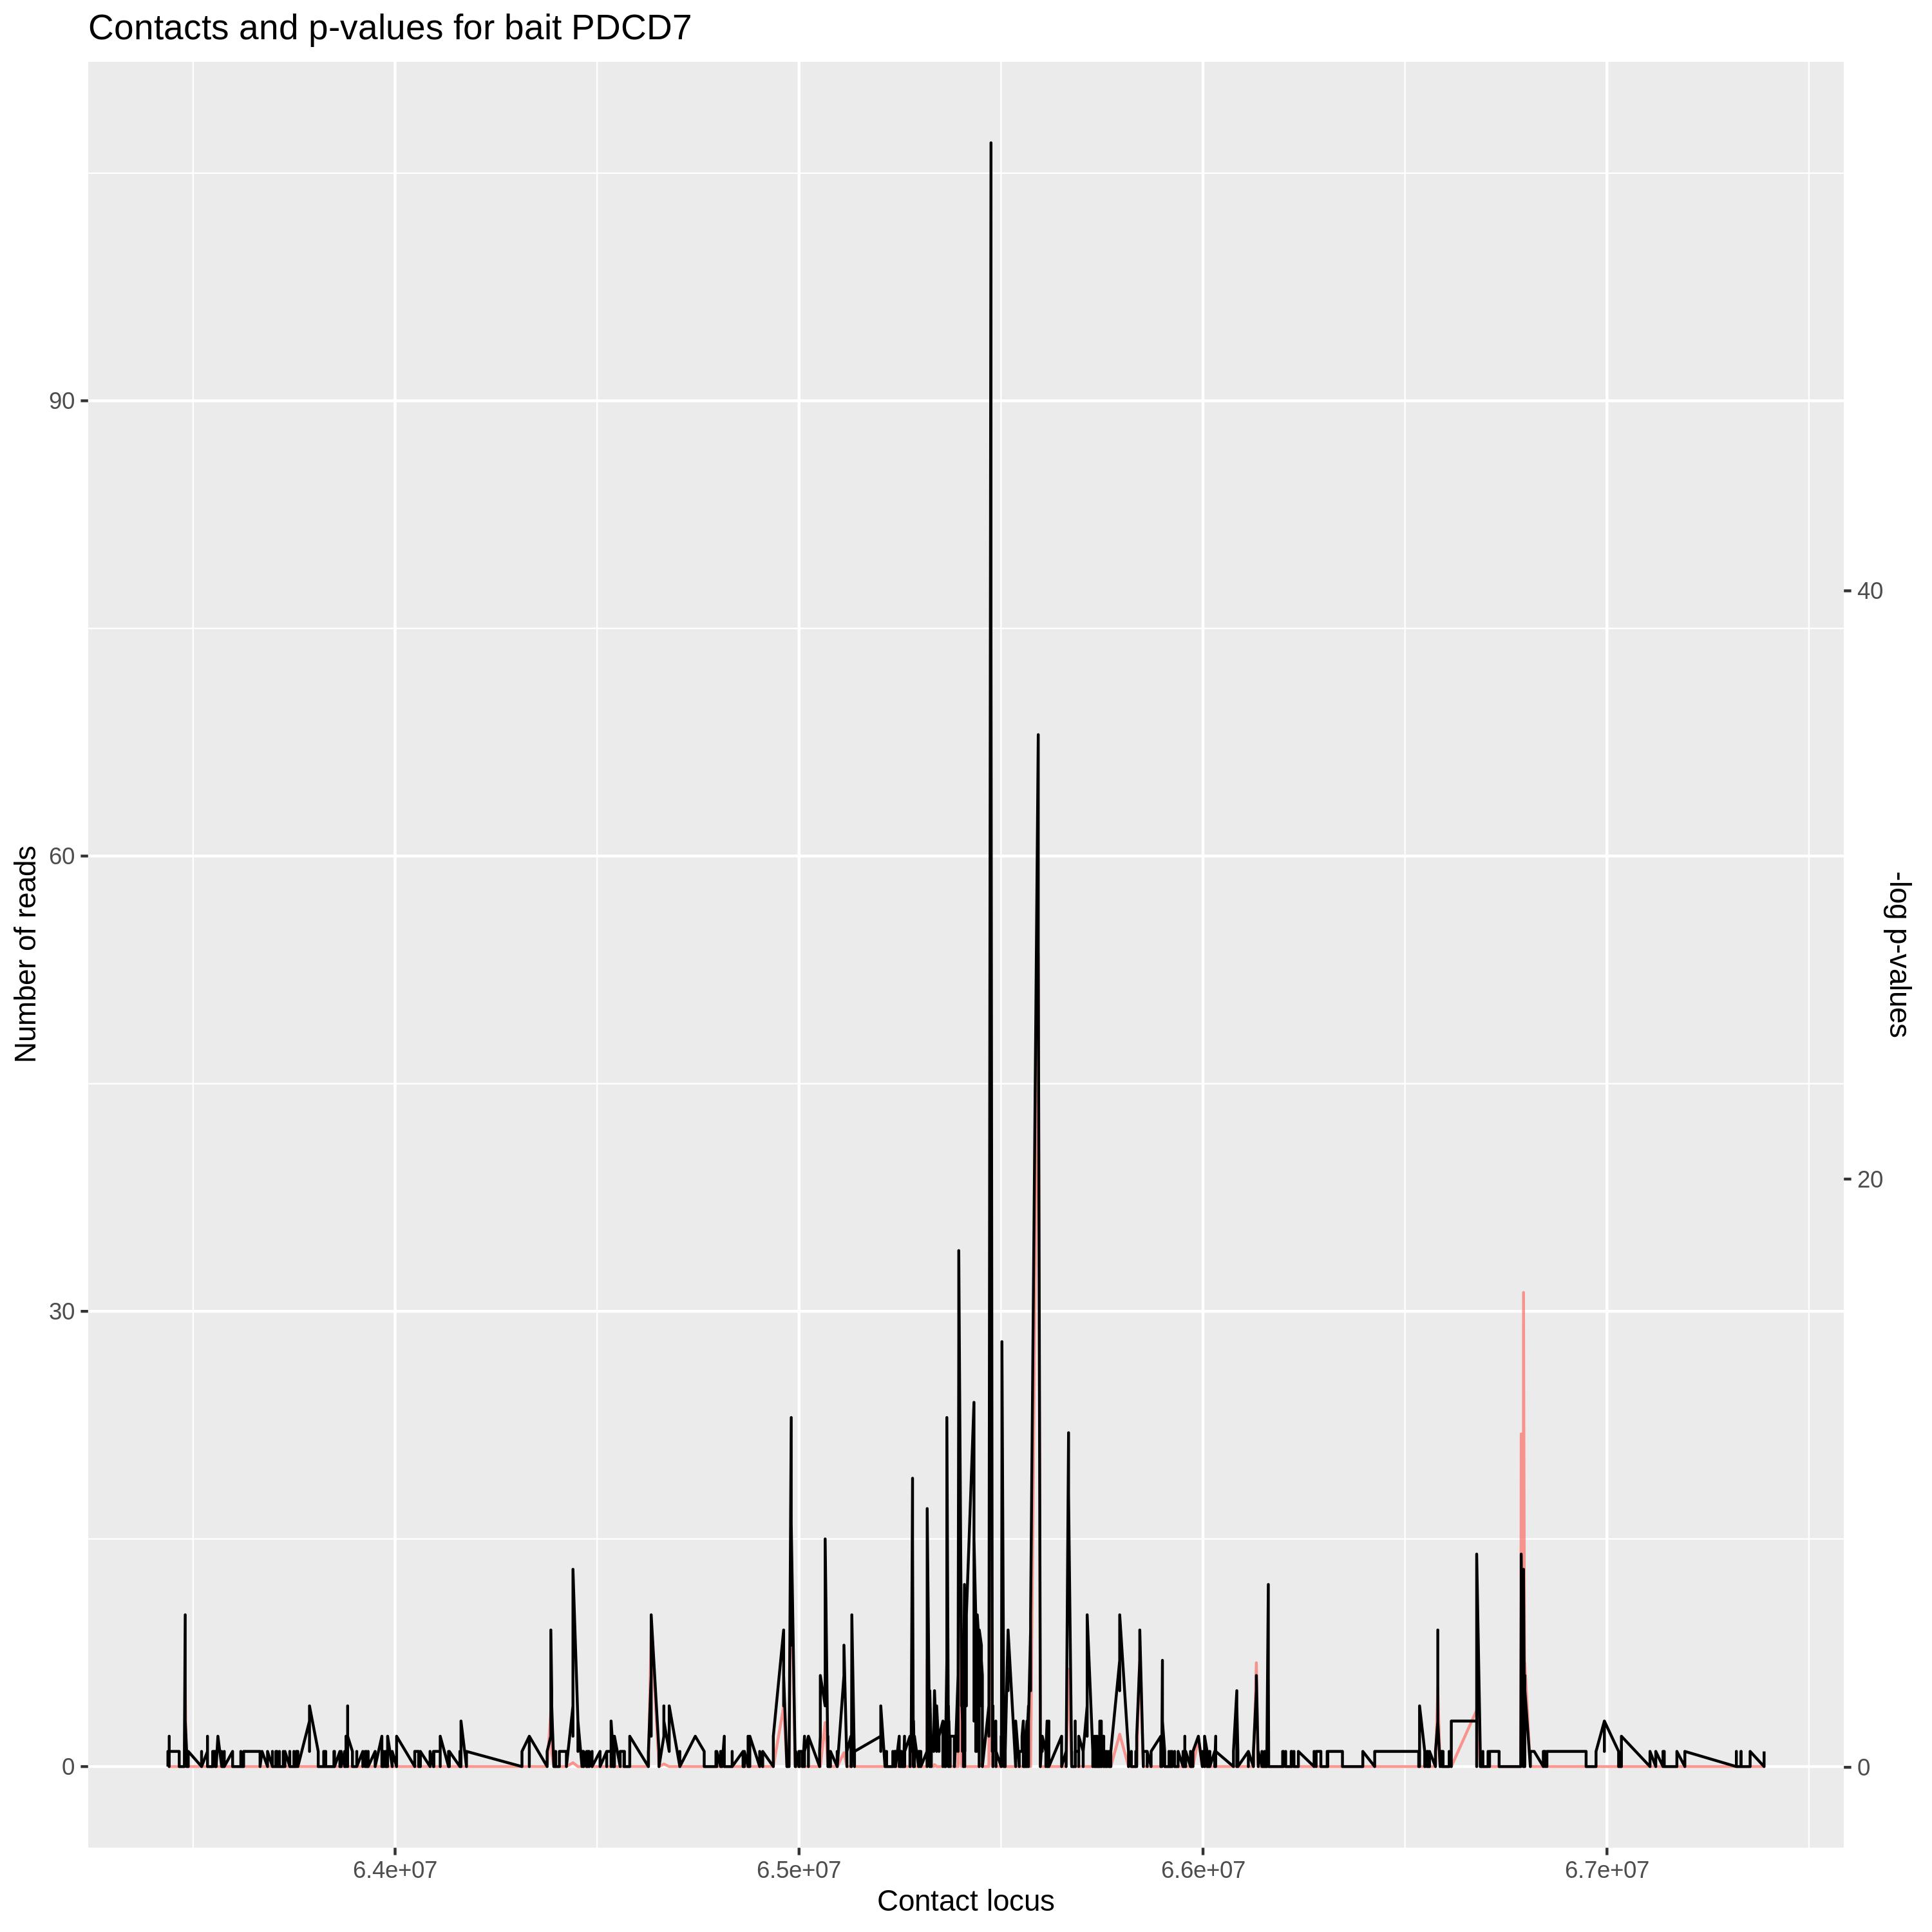 Contacts and p-values for bait PDCD7
Number of reads
90
60
30
0
40
20
0
-log p-values
6.4e+07
6.5e+07
6.6e+07
6.7e+07
Contact locus